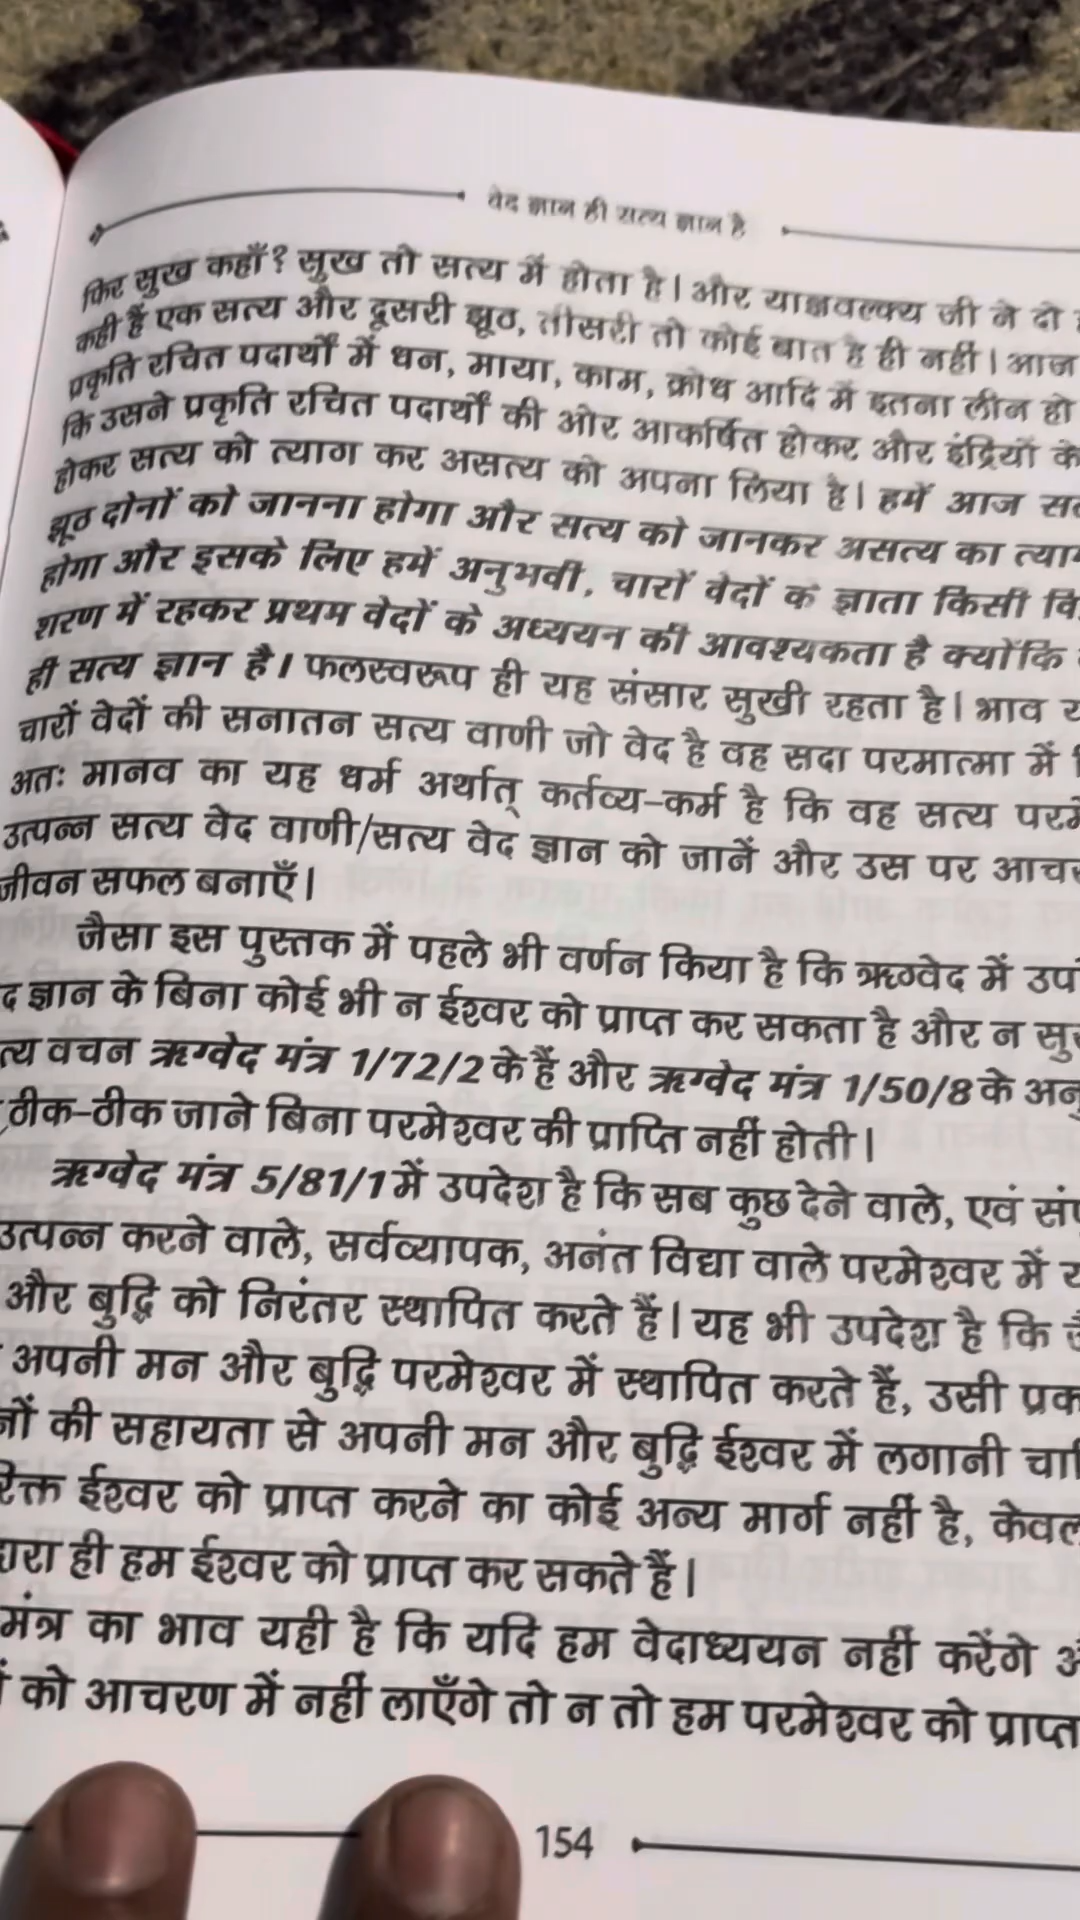 वेद ज्ञान ही सत्य ज्ञान है
फिर सुख कहाँ? सुख तो सत्य में होता है। और याज्ञवल्क्य जी ने दो
कही हैं एक सत्य और दूसरी झूठ, तीसरी तो कोई बात है ही नहीं। आज
प्रकृति रचित पदार्थों में धन, माया, काम, क्रोध आदि में इतना लीन हो
कि उसने प्रकृति रचित पदार्थों की ओर आकर्षित होकर और इंद्रियों के
होकर सत्य को त्याग कर असत्य को अपना लिया है। हमें आज
झूठ दोनों को जानना होगा और सत्य को जानकर असत्य का
होगा और इसके लिए हमें अनुभवी, चारों वेदों के ज्ञाता किसी
शरण में रहकर प्रथम वेदों के अध्ययन की आवश्यकता है क्योंकि
ही सत्य ज्ञान है। फलस्वरूप ही यह संसार सुखी रहता है। भाव
चारों वेदों की सनातन सत्य वाणी जो वेद है वह सदा परमात्मा में
अतः मानव का यह धर्म अर्थात् कर्तव्य-कर्म है कि वह सत्य
उत्पन्न सत्य वेद वाणी/सत्य वेद ज्ञान को जानें और उस पर
जीवन सफल बनाएँ।
जैसा इस पुस्तक में पहले भी वर्णन किया है कि ऋग्वेद में
ज्ञान के बिना कोई भी न ईश्वर को प्राप्त कर सकता है और न
वचन ऋग्वेद मंत्र 1/72/2 के हैं और ऋग्वेद मंत्र 1/50/8 के
ठीक-ठीक जाने बिना परमेश्वर की प्राप्ति नहीं होती।
ऋग्वेद मंत्र 5/81/1 में उपदेश है कि सब कुछ देने वाले, एवं
उत्पन्न करने वाले, सर्वव्यापक, अनंत विद्या वाले परमेश्वर में
और बुद्धि को निरंतर स्थापित करते हैं। यह भी उपदेश है कि
अपनी मन और बुद्धि परमेश्वर में स्थापित करते हैं, उसी
की सहायता से अपनी मन और बुद्धि ईश्वर में लगानी
ईश्वर को प्राप्त करने का कोई अन्य मार्ग नहीं है, केवल
ही हम ईश्वर को प्राप्त कर सकते हैं।
मंत्र का भाव यही है कि यदि हम वेदाध्ययन नहीं करेंगे
को आचरण में नहीं लाएँगे तो न तो हम परमेश्वर को प्राप्त
154